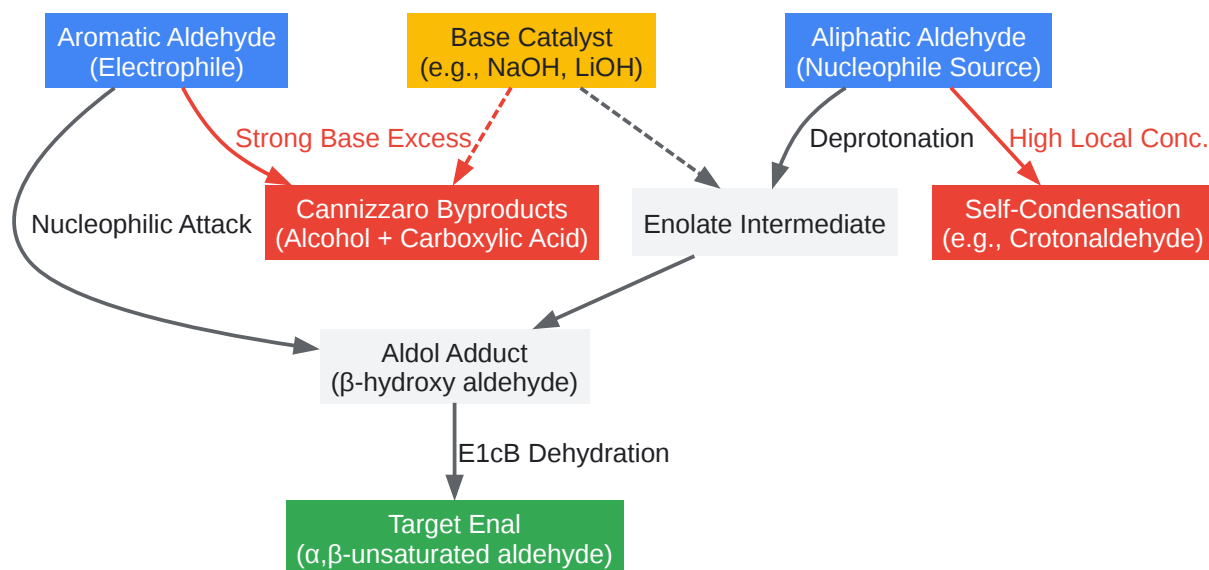 Aromatic Aldehyde
(Electrophile)
Base Catalyst
(e.g., NaOH, LiOH)
Aliphatic Aldehyde
(Nucleophile Source)
Strong Base Excess
Deprotonation
High Local Conc.
Nucleophilic Attack
Cannizzaro Byproducts
(Alcohol + Carboxylic Acid)
Enolate Intermediate
Self-Condensation
(e.g., Crotonaldehyde)
Aldol Adduct
(β-hydroxy aldehyde)
E1cB Dehydration
Target Enal
(α,β-unsaturated aldehyde)